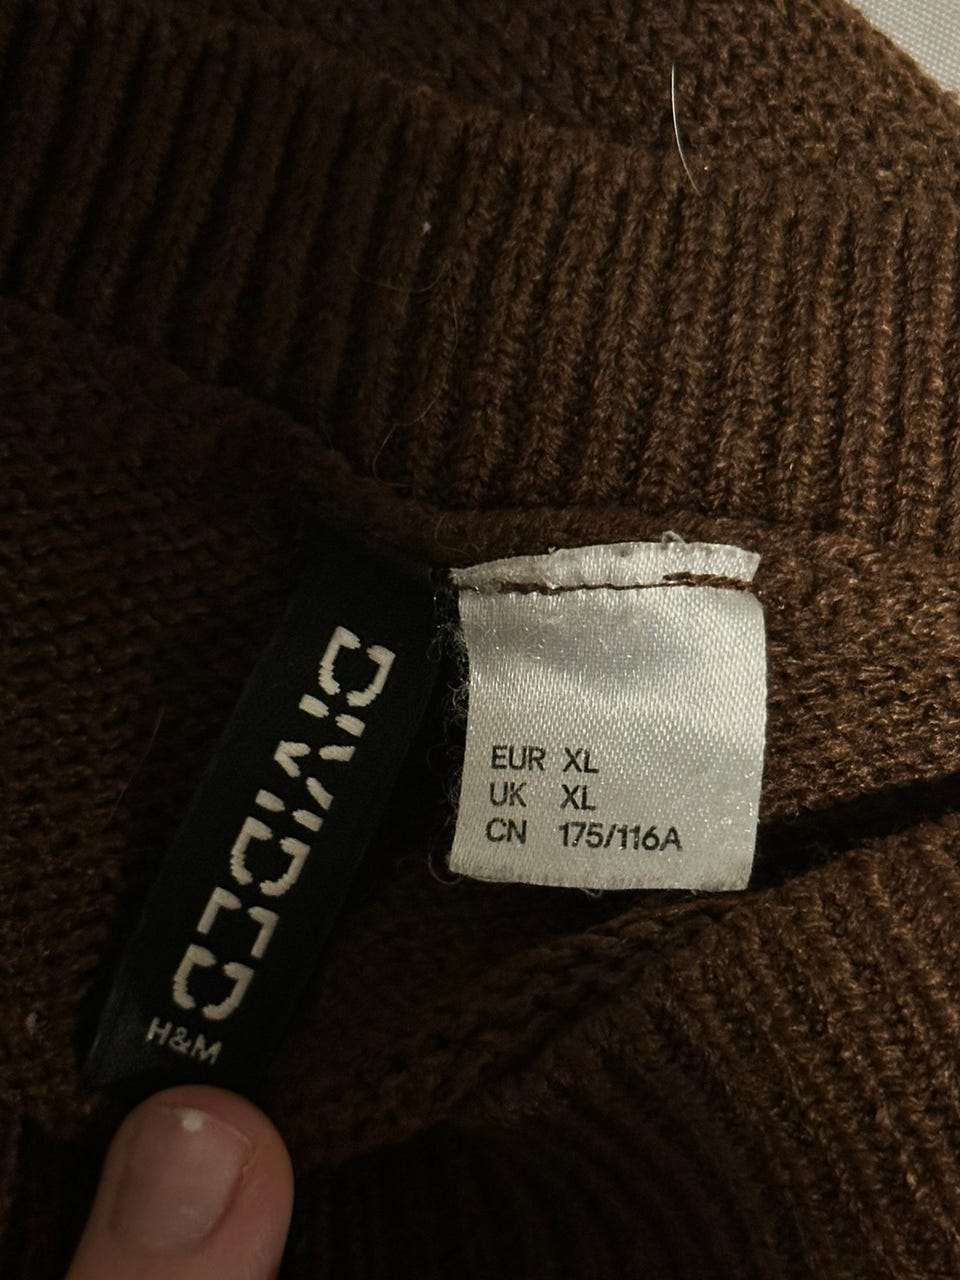 DIVIDED
H&M
EUR XL
UK XL
CN 175/116A